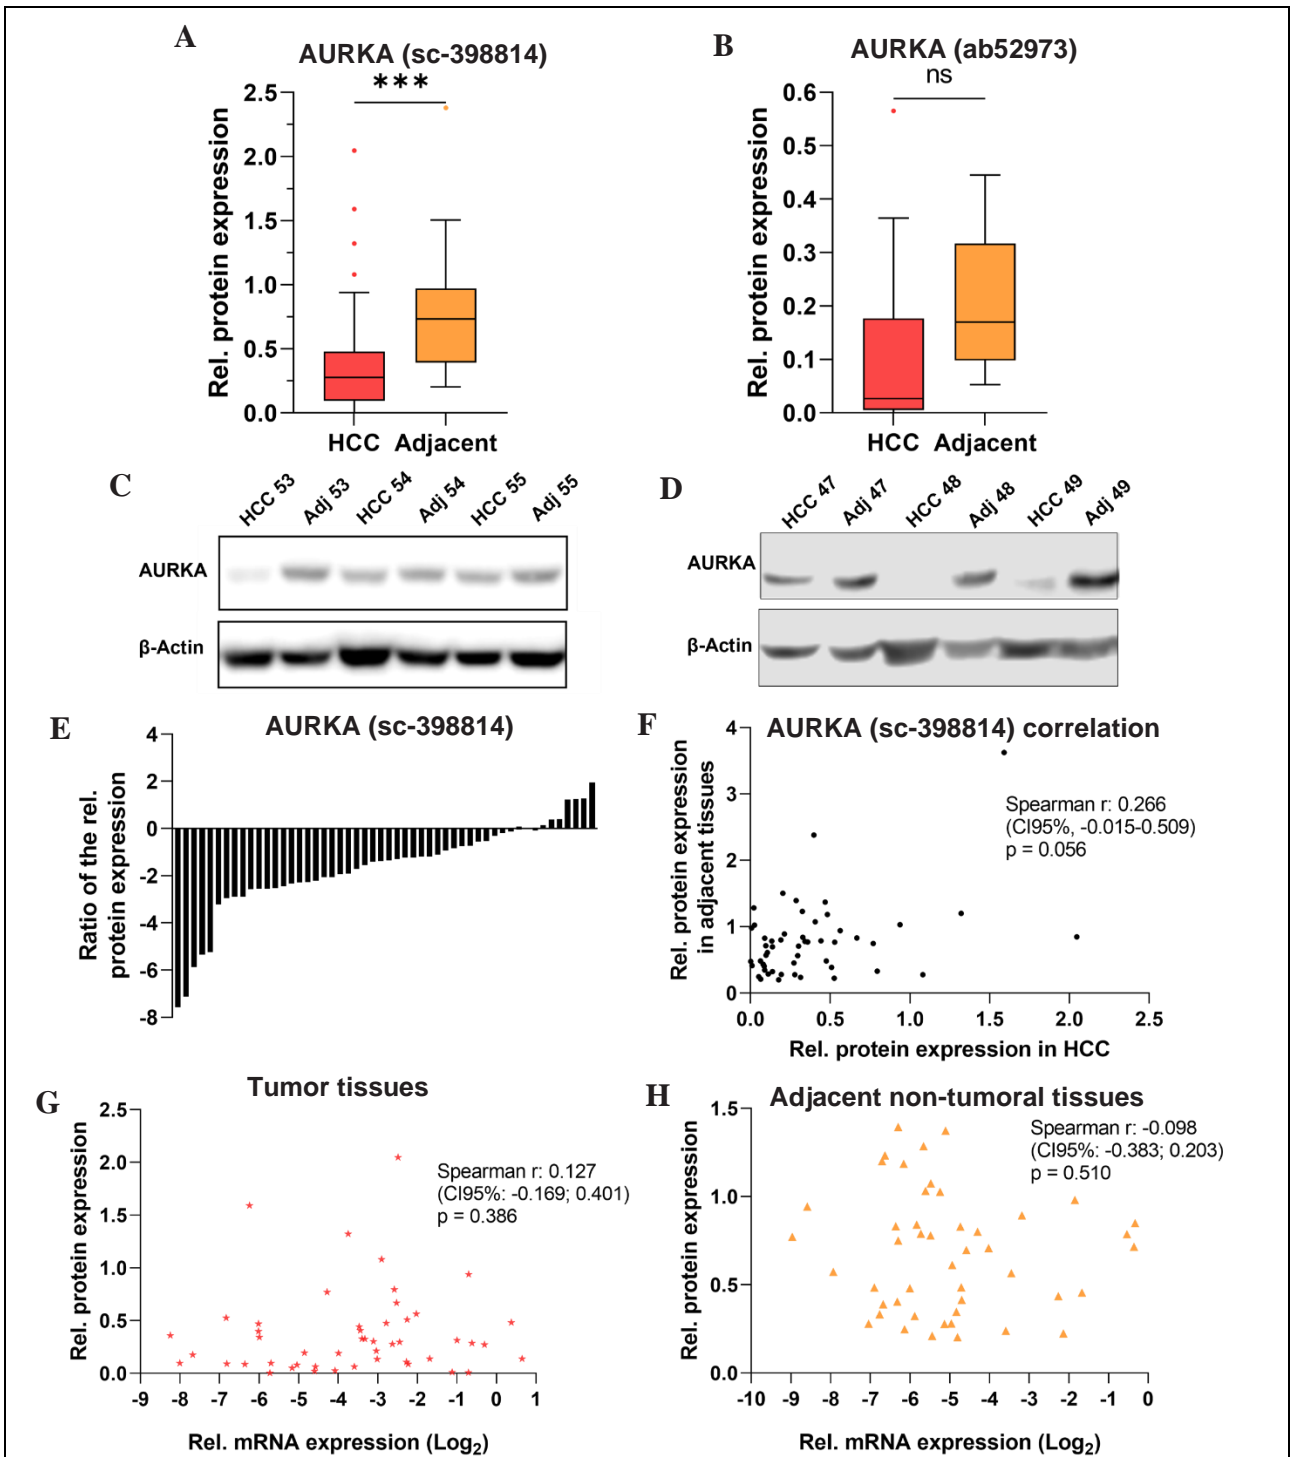 A
AURKA (sc-398814)
***
Rel. protein expression
2.5
2.0
1.5
1.0
0.5
0.0
HCC Adjacent
B
AURKA (ab52973)
ns
Rel. protein expression
0.6
0.5
0.4
0.3
0.2
0.1
0.0
HCC Adjacent
C
HCC 53 Adj 53 HCC 54 Adj 54 HCC 55 Adj 55
AURKA
β-Actin
D
HCC 47 Adj 47 HCC 48 Adj 48 HCC 49 Adj 49
AURKA
β-Actin
E
AURKA (sc-398814)
Ratio of the rel.
protein expression
4
2
0
-2
-4
-6
-8
F
AURKA (sc-398814) correlation
Rel. protein expression
in adjacent tissues
4
3
2
1
0
Spearman r: 0.266
(CI95%, -0.015-0.509)
p = 0.056
0.0 0.5 1.0 1.5 2.0 2.5
Rel. protein expression in HCC
G
Tumor tissues
Rel. protein expression
2.5
2.0
1.5
1.0
0.5
0.0
Spearman r: 0.127
(CI95%: -0.169; 0.401)
p = 0.386
-9 -8 -7 -6 -5 -4 -3 -2 -1 0 1
Rel. mRNA expression (Log2)
H
Adjacent non-tumoral tissues
Rel. protein expression
1.5
1.0
0.5
0.0
Spearman r: -0.098
(CI95%: -0.383; 0.203)
p = 0.510
-10 -9 -8 -7 -6 -5 -4 -3 -2 -1 0
Rel. mRNA expression (Log2)